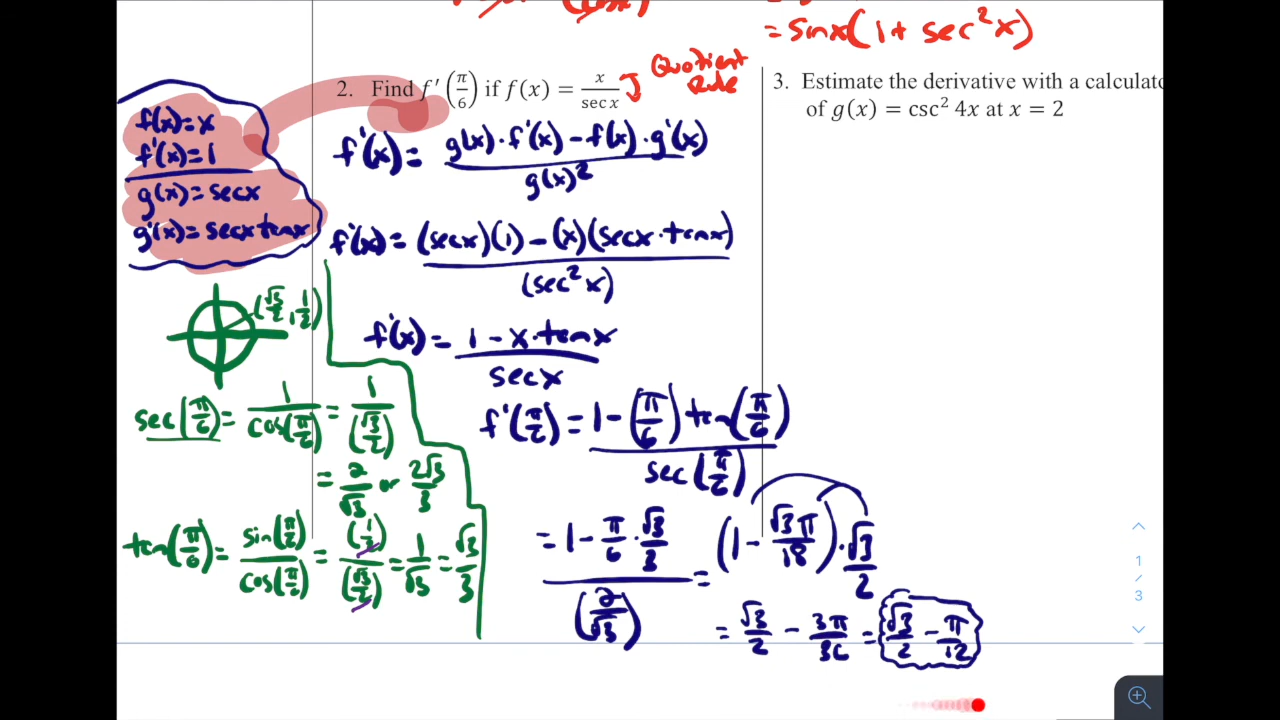 = sinx(1 + sec²x)
2. Find f′(π/6) if f(x) = x/sec x
Quotient
Rule
f(x) = x
f'(x) = 1
g(x) = secx
g'(x) = secx tanx
f'(x) = g(x)·f'(x) – f(x)·g'(x) / g(x)²
f'(x) = (secx)(1) – (x)(secx·tanx) / (sec²x)
f'(x) = 1 – x·tanx / secx
f'(π/6) = 1 – (π/6) tan(π/6) / sec(π/6)
= 1 – π/6 · √3/3 / (2/√3) = (1 – √3π/18) · √3/2
= √3/2 – 3π/36 = √3/2 – π/12
(√3/2, 1/2)
sec(π/6) = 1/cos(π/6) = 1/(√3/2)
= 2/√3 or 2√3/3
tan(π/6) = sin(π/6)/cos(π/6) = (1/2)/(√3/2) = 1/√3 = √3/3
3. Estimate the derivative with a calculato
of g(x) = csc² 4x at x = 2
1
/
3